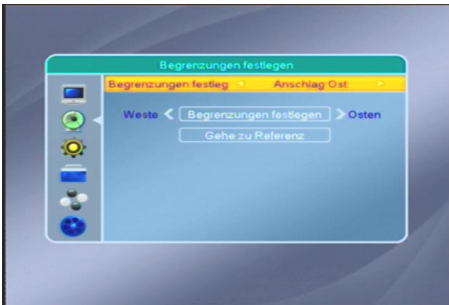 Begrenzungen festlegen
Begrenzungen festleg Anschlag Ost
Weste Begrenzungen festlegen Osten
Gehe zu Referenz